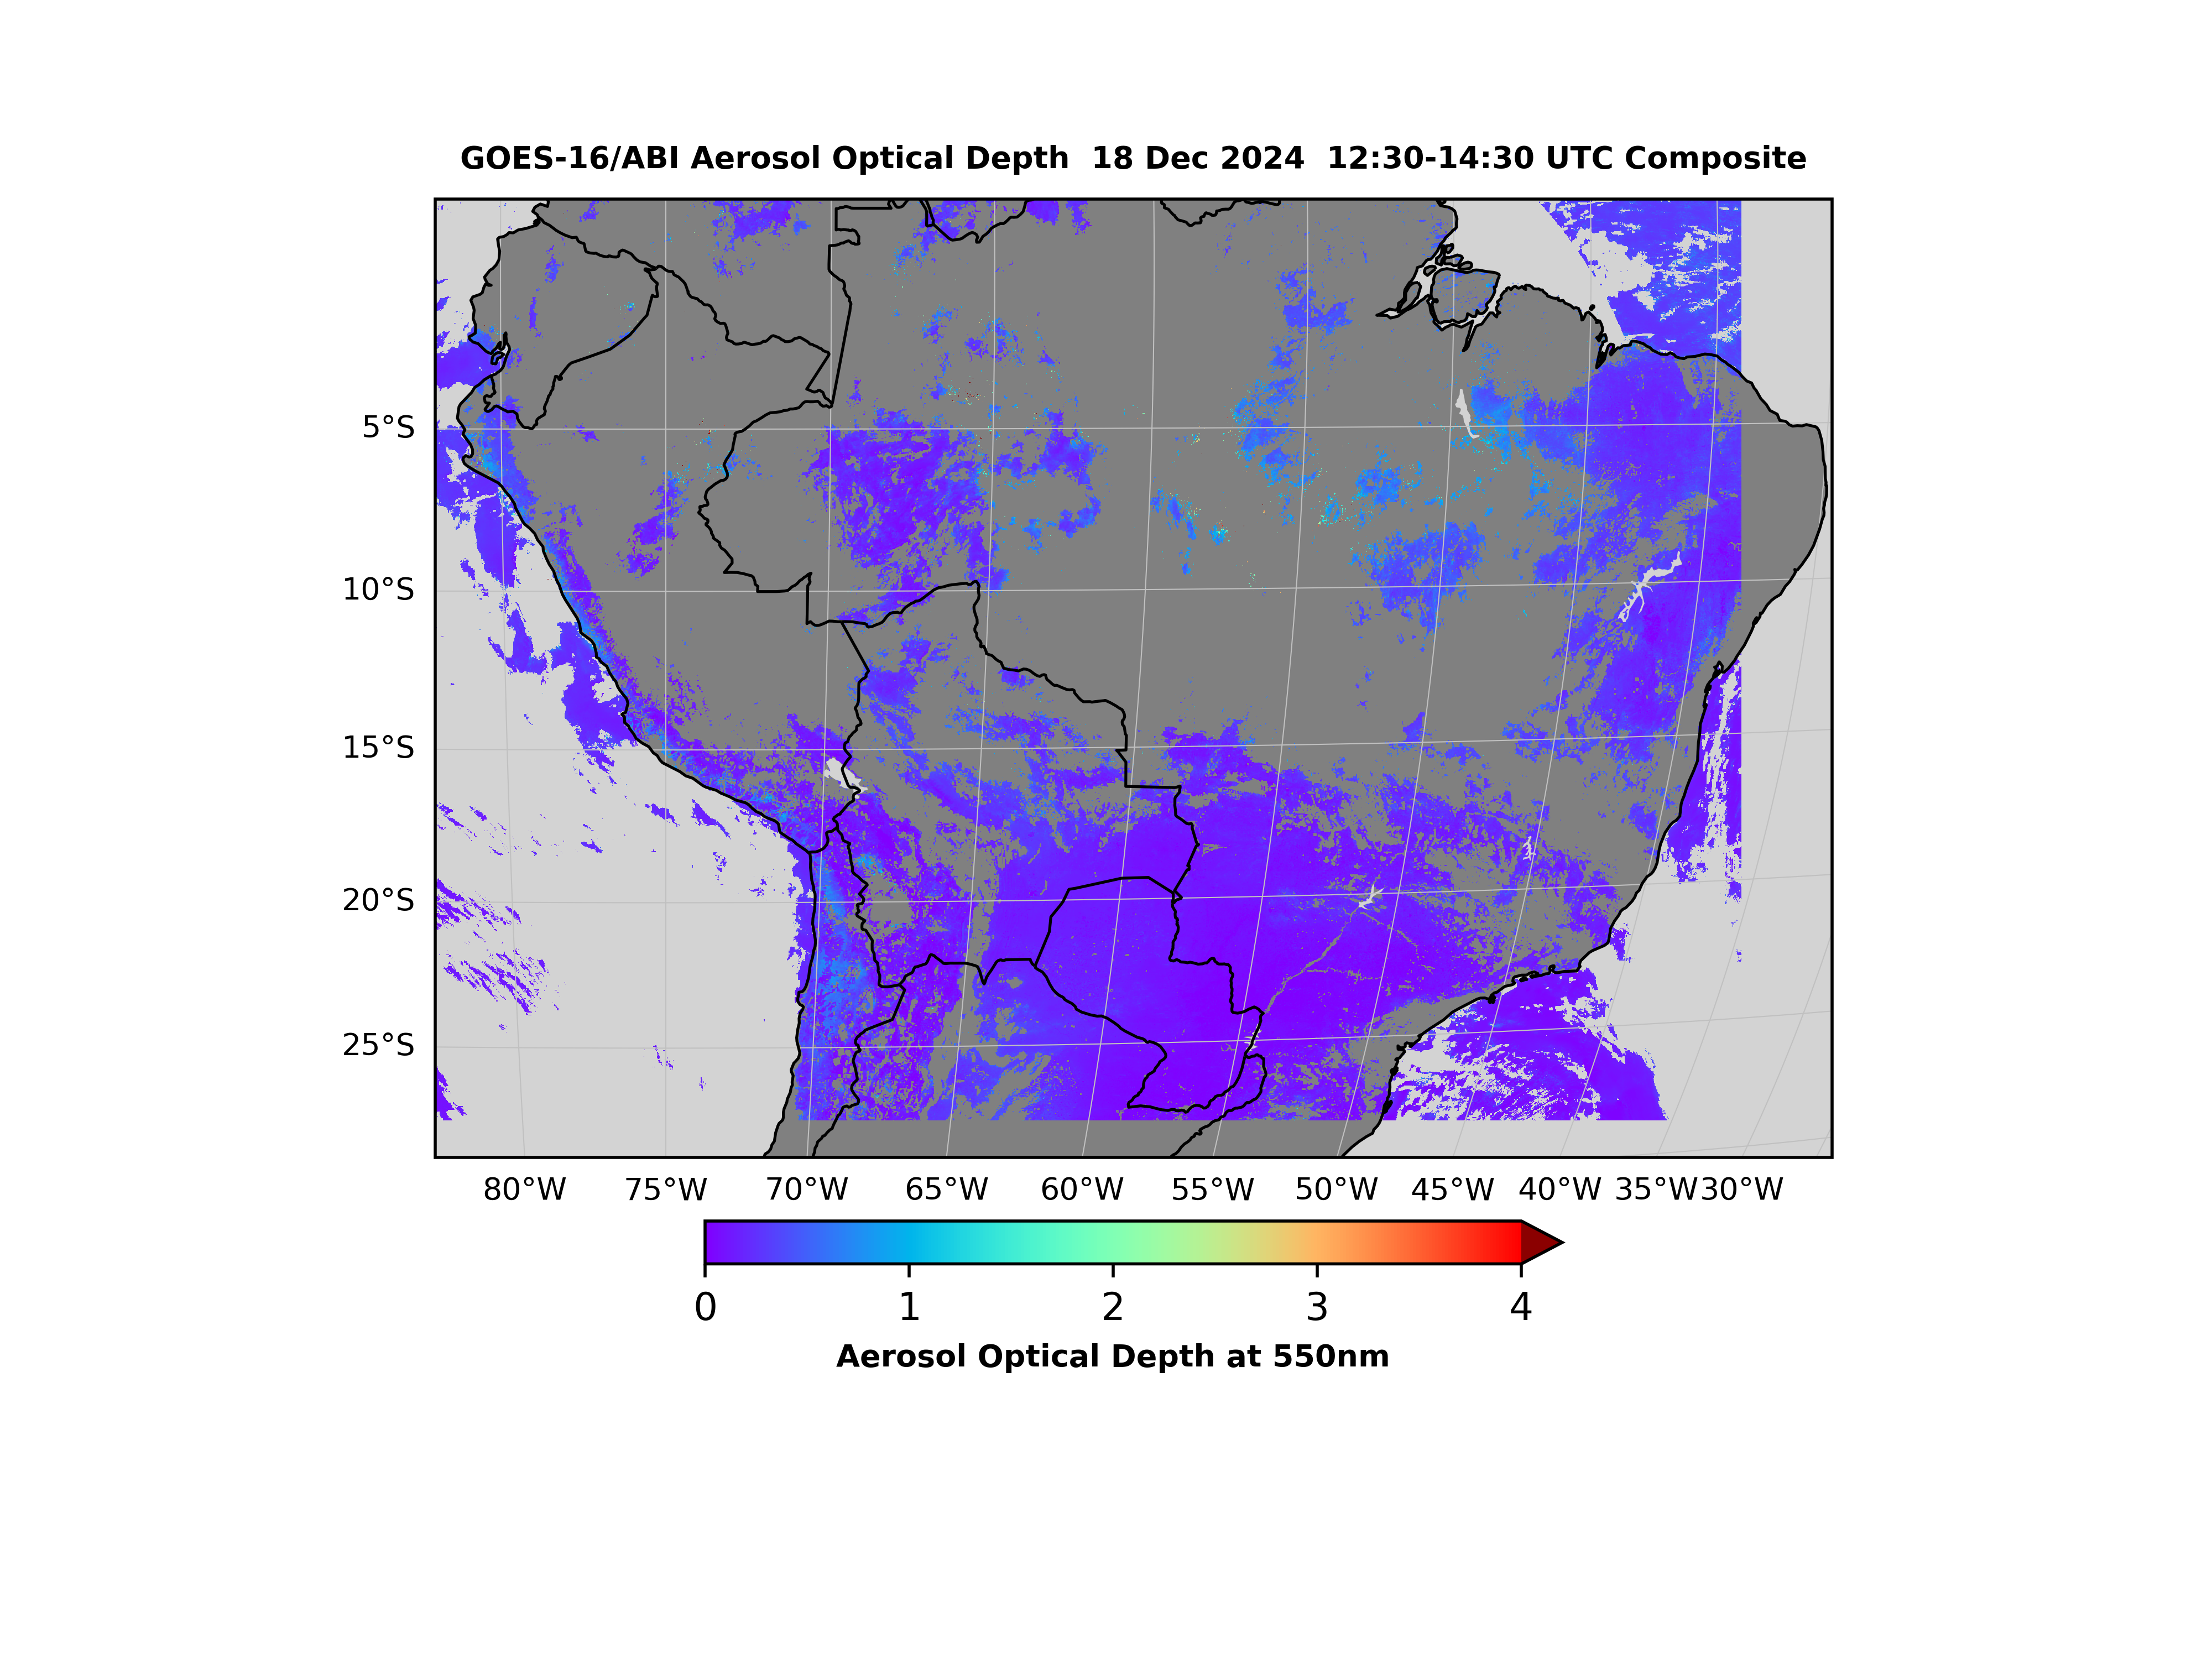 GOES-16/ABI Aerosol Optical Depth  18 Dec 2024  12:30-14:30 UTC Composite
5°S
10°S
15°S
20°S
25°S
80°W 75°W 70°W 65°W 60°W 55°W 50°W 45°W 40°W 35°W 30°W
0 1 2 3 4
Aerosol Optical Depth at 550nm